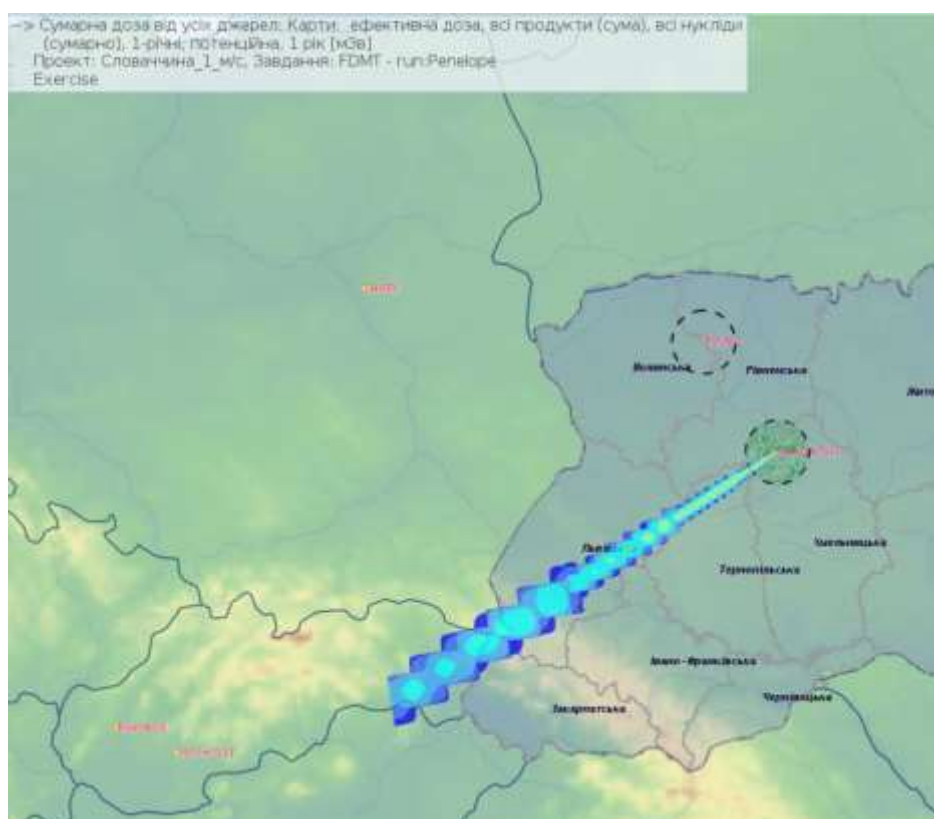 —> Сумарна доза від усіх джерел: Карти: ефективна доза, всі продукти (сума), всі нукліди
(сумарно), 1-річні; потенційна, 1 рік [мЗв]
Проект: Словаччина_1_м/с, Завдання: FDMT - run:Penelope
Exercise
Волинська
Рівненська
Жито
Хмельницька
Тернопільська
Івано-Франківська
Чернівецька
Закарпатська